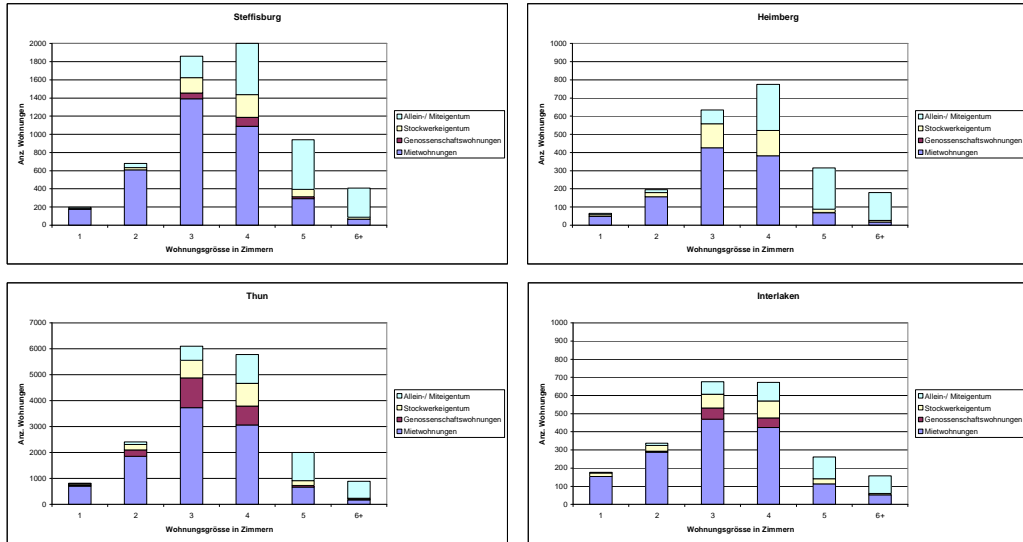 Steffisburg
2000
1800
1600
1400
1200
1000
800
600
400
200
0
Anz. Wohnungen
1 2 3 4 5 6+
Wohnungsgrösse in Zimmern
Allein-/ Miteigentum
Stockwerkeigentum
Genossenschaftswohnungen
Mietwohnungen
Heimberg
1000
900
800
700
600
500
400
300
200
100
0
Anz. Wohnungen
1 2 3 4 5 6+
Wohnungsgrösse in Zimmern
Allein-/ Miteigentum
Stockwerkeigentum
Genossenschaftswohnungen
Mietwohnungen
Thun
7000
6000
5000
4000
3000
2000
1000
0
Anz. Wohnungen
1 2 3 4 5 6+
Wohnungsgrösse in Zimmern
Allein-/ Miteigentum
Stockwerkeigentum
Genossenschaftswohnungen
Mietwohnungen
Interlaken
1000
900
800
700
600
500
400
300
200
100
0
Anz. Wohnungen
1 2 3 4 5 6+
Wohnungsgrösse in Zimmern
Allein-/ Miteigentum
Stockwerkeigentum
Genossenschaftswohnungen
Mietwohnungen